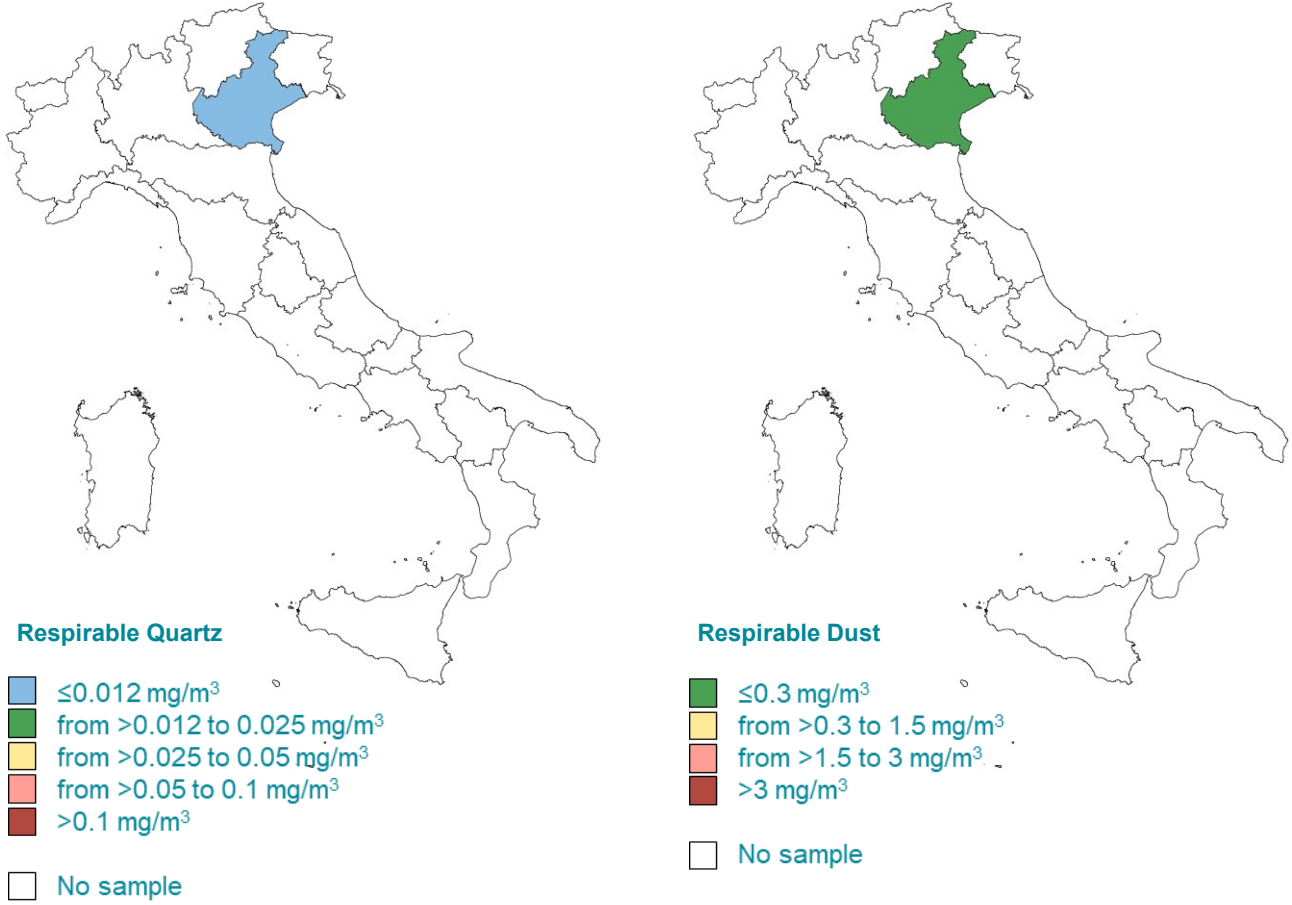 Respirable Quartz
≤0.012 mg/m³
from >0.012 to 0.025 mg/m³
from >0.025 to 0.05 mg/m³
from >0.05 to 0.1 mg/m³
>0.1 mg/m³
No sample
Respirable Dust
≤0.3 mg/m³
from >0.3 to 1.5 mg/m³
from >1.5 to 3 mg/m³
>3 mg/m³
No sample